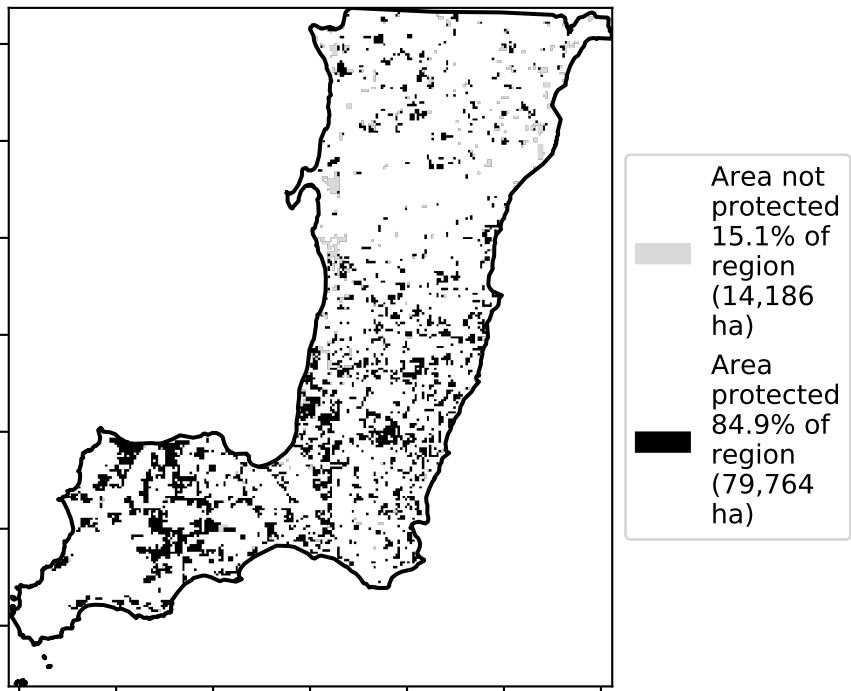 Area not
protected
15.1% of
region
(14,186
ha)
Area
protected
84.9% of
region
(79,764
ha)